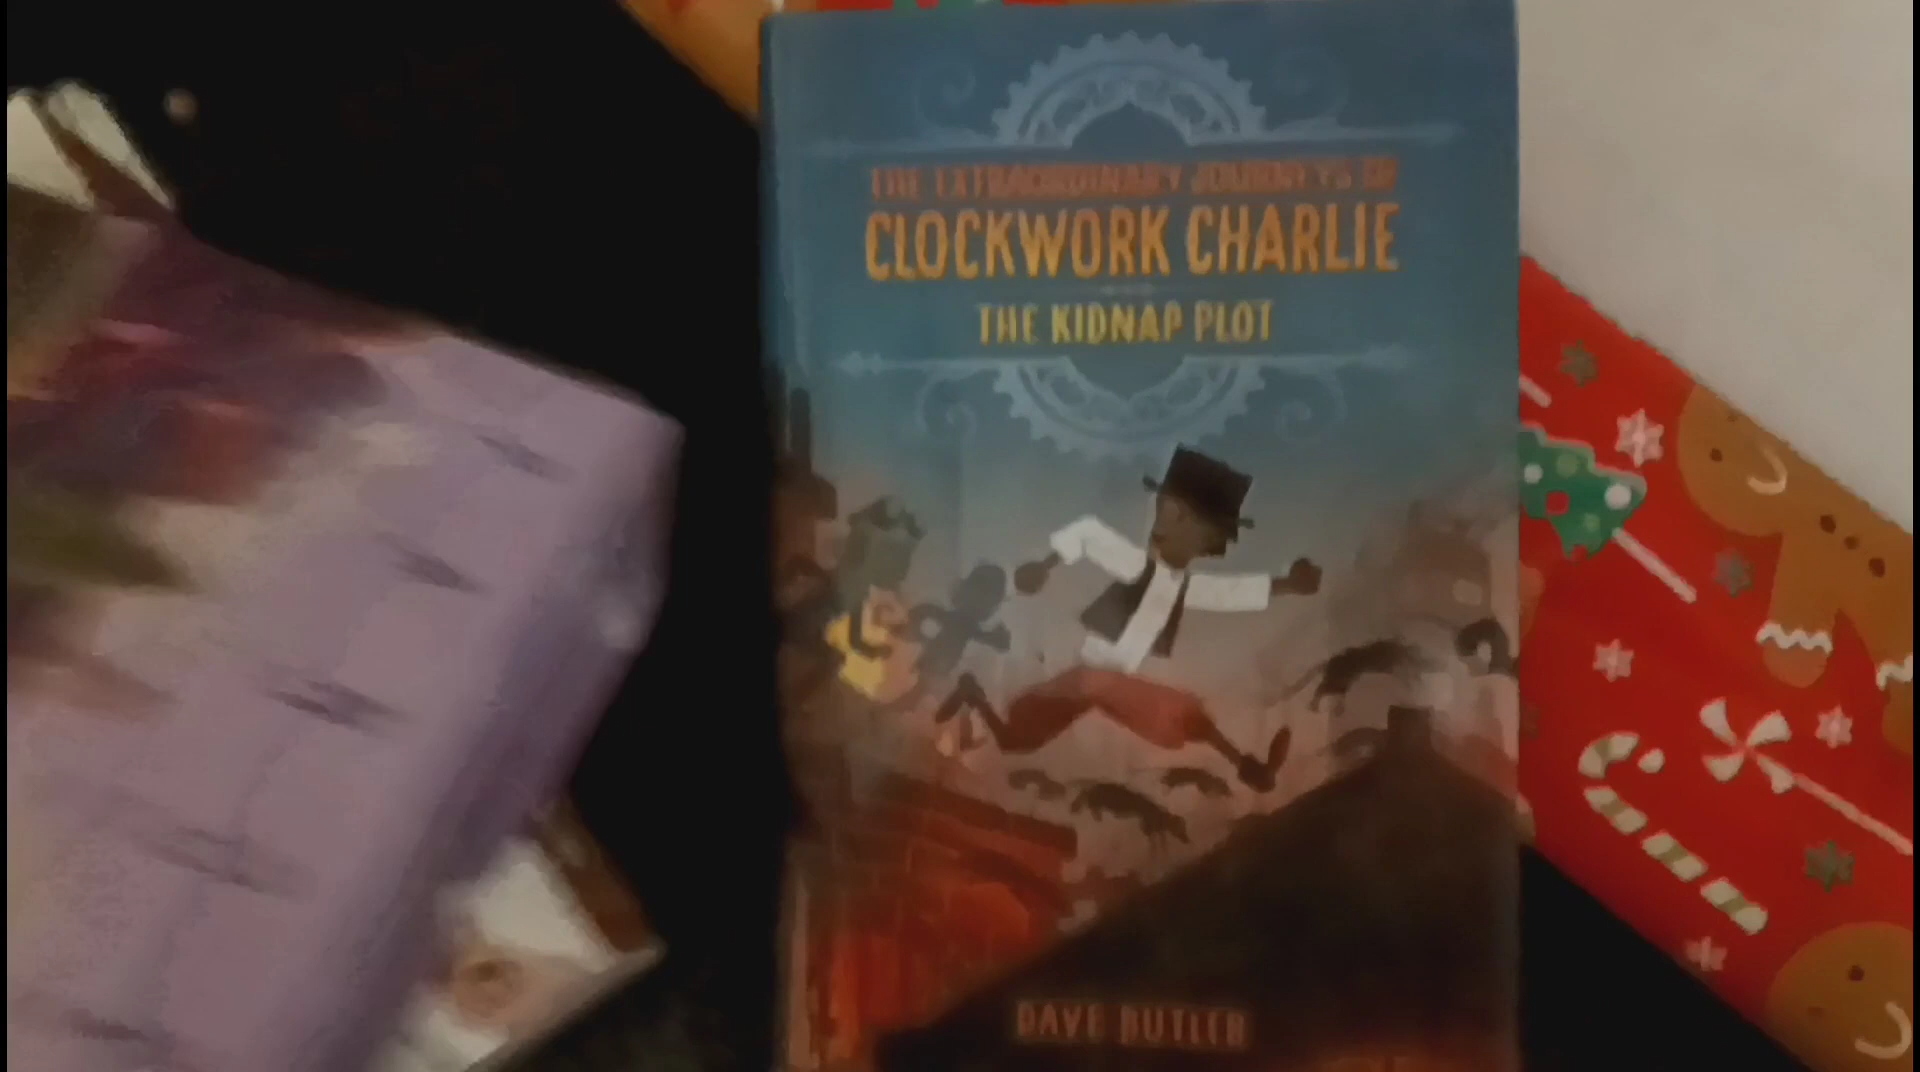 THE EXTRAORDINARY JOURNEYS OF
CLOCKWORK CHARLIE
THE KIDNAP PLOT
DAVE BUTLER